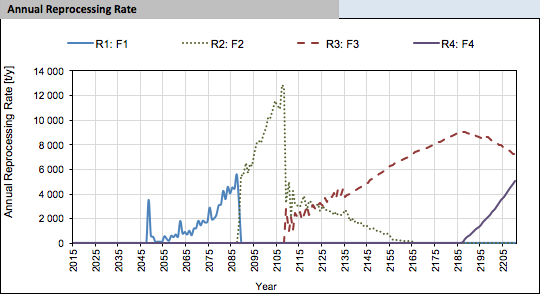 Annual Reprocessing Rate
R1: F1 R2: F2 R3: F3 R4: F4
Annual Reprocessing Rate [t/y]
14 000
12 000
10 000
8 000
6 000
4 000
2 000
0
2015 2025 2035 2045 2055 2065 2075 2085 2095 2105 2115 2125 2135 2145 2155 2165 2175 2185 2195 2205
Year